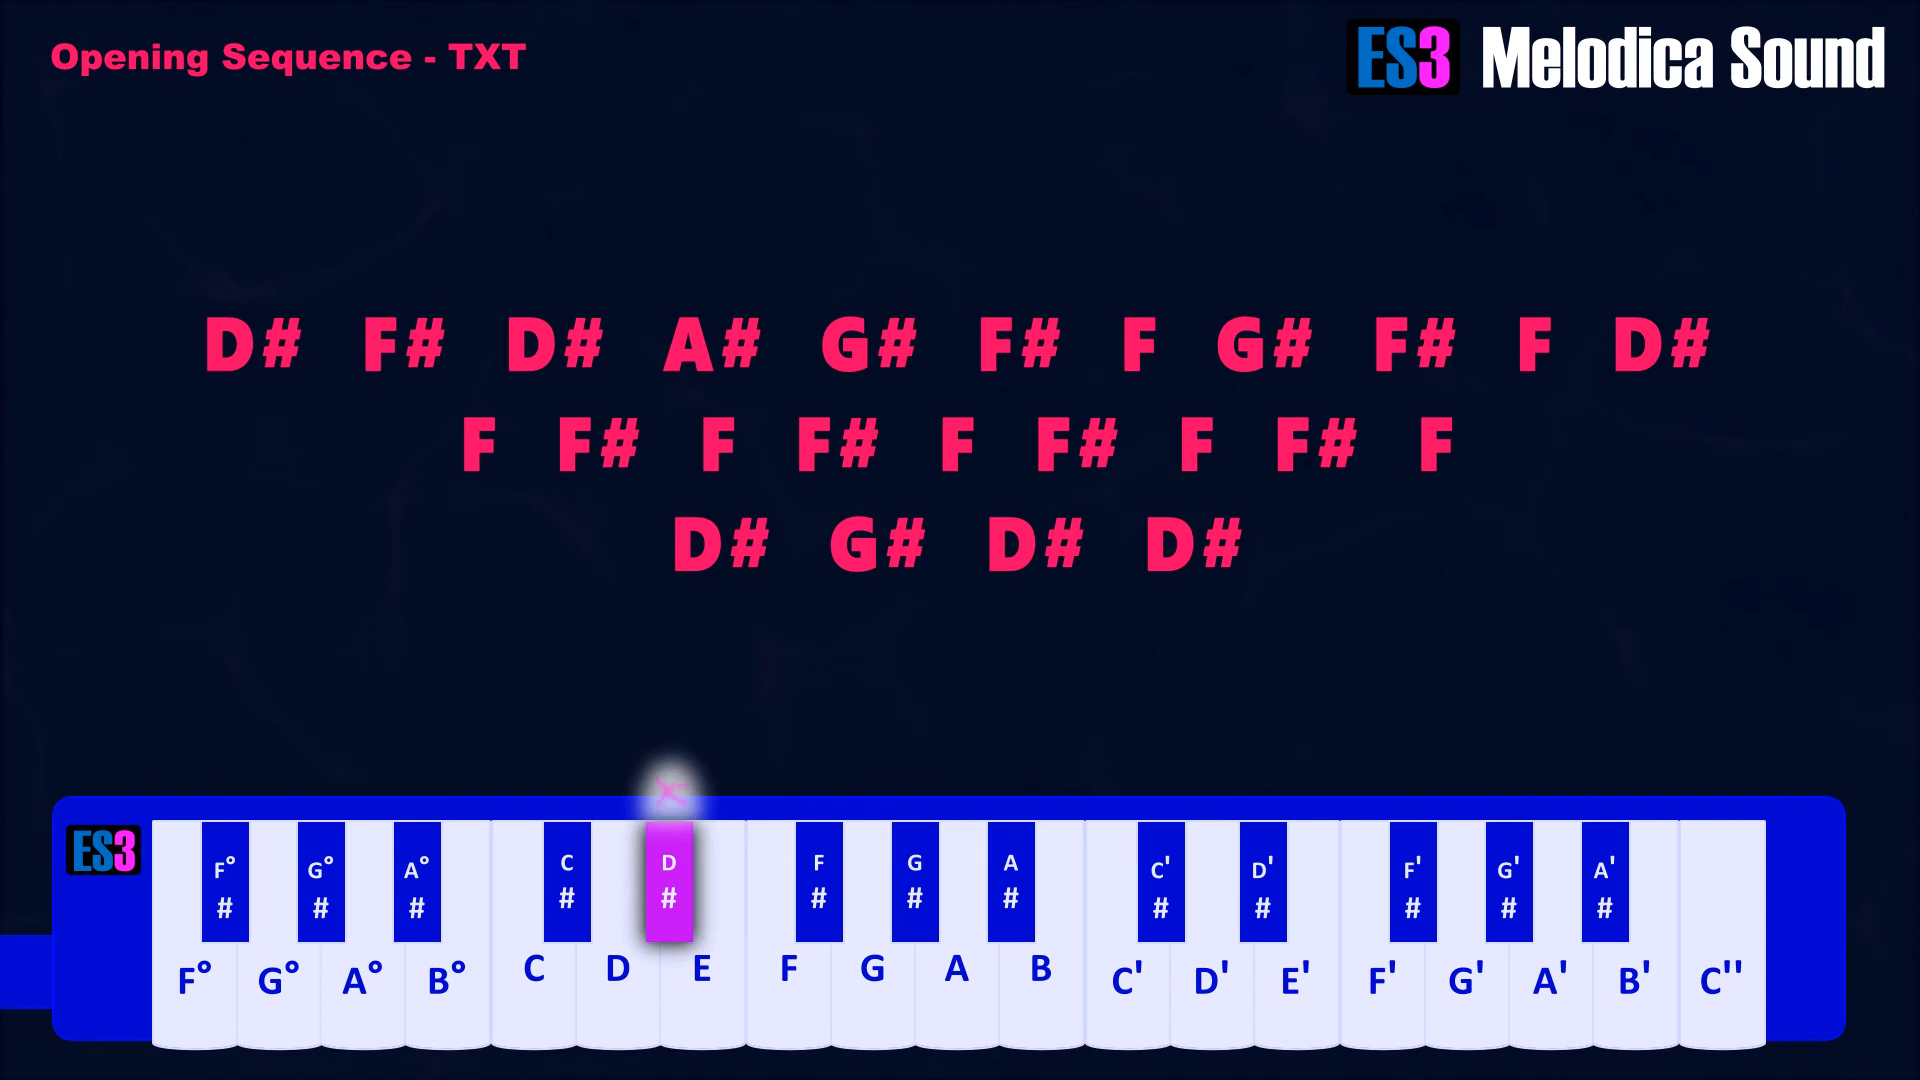 Opening Sequence - TXT
ES3 Melodica Sound
D# F# D# A# G# F# F G# F# F D#
F F# F F# F F# F F# F
D# G# D# D#
ES3
F° # G° # A° # C # D # F # G # A # C' # D' # F' # G' # A' #
F° G° A° B° C D E F G A B C' D' E' F' G' A' B' C''